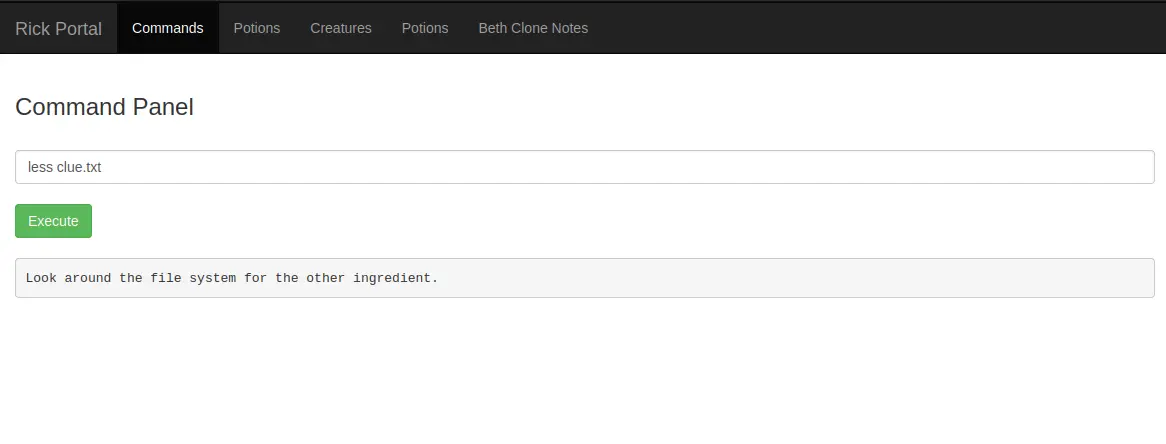 Rick Portal Commands Potions Creatures Potions Beth Clone Notes
Command Panel
less clue.txt
Execute
Look around the file system for the other ingredient.